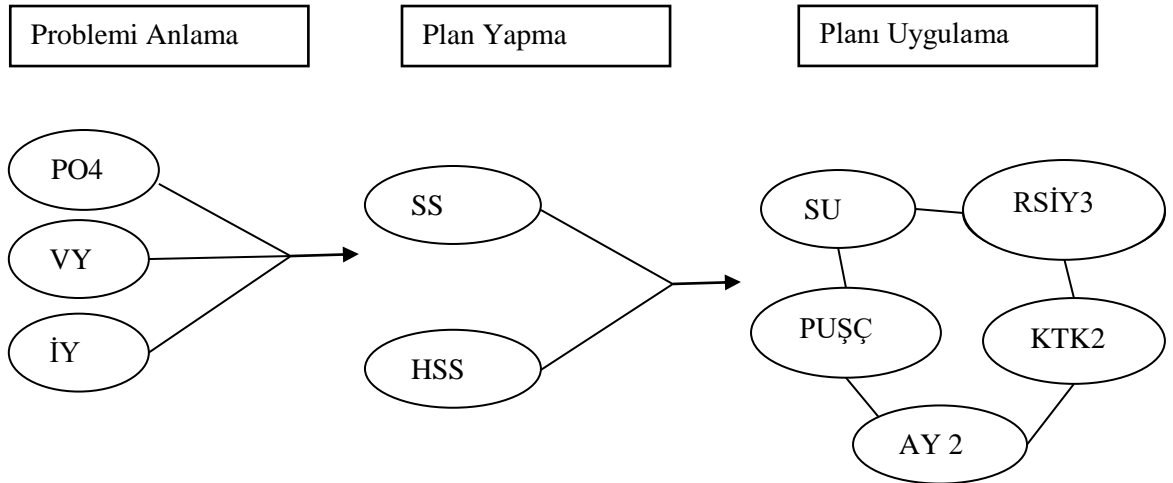 Problemi Anlama
Plan Yapma
Planı Uygulama
PO4
VY
İY
SS
HSS
SU
RSİY3
PUŞÇ
KTK2
AY 2